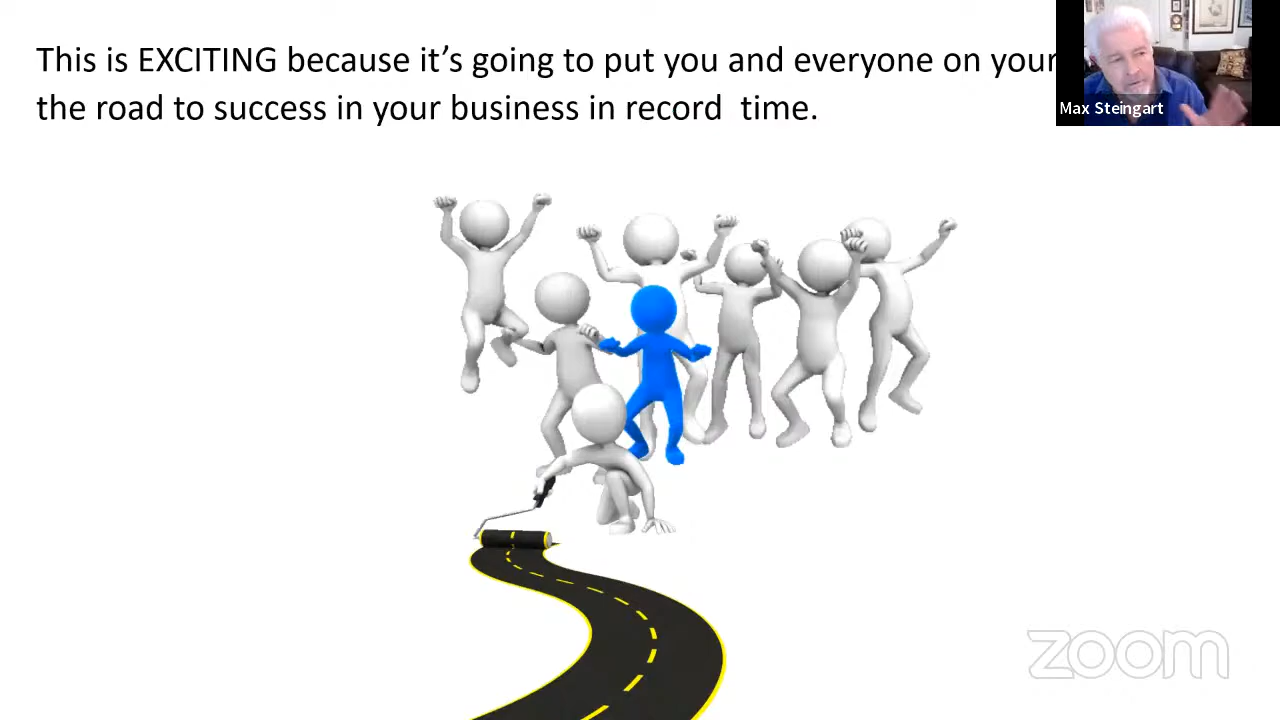 This is EXCITING because it's going to put you and everyone on your
the road to success in your business in record  time.
Max Steingart
zoom